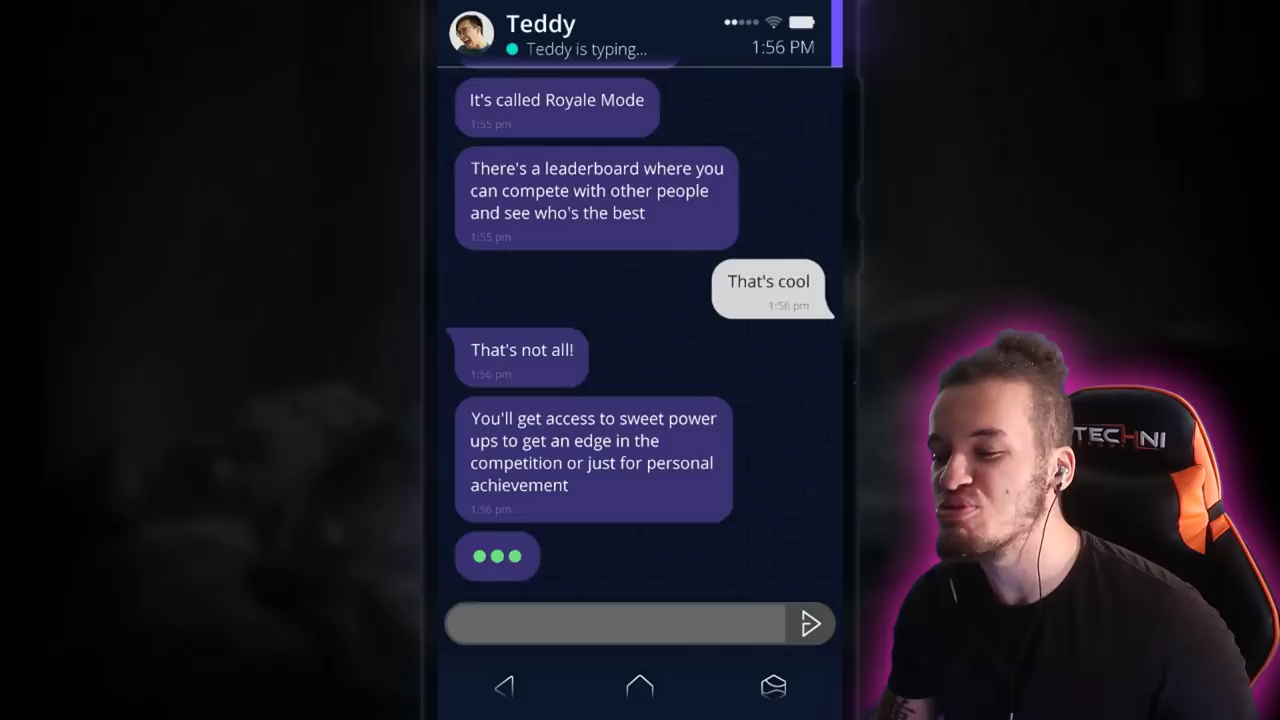 Teddy
Teddy is typing...
1:56 PM
It's called Royale Mode
1:55 pm
There's a leaderboard where you
can compete with other people
and see who's the best
1:55 pm
That's cool
1:56 pm
That's not all!
1:56 pm
You'll get access to sweet power
ups to get an edge in the
competition or just for personal
achievement
1:56 pm
TECHNI